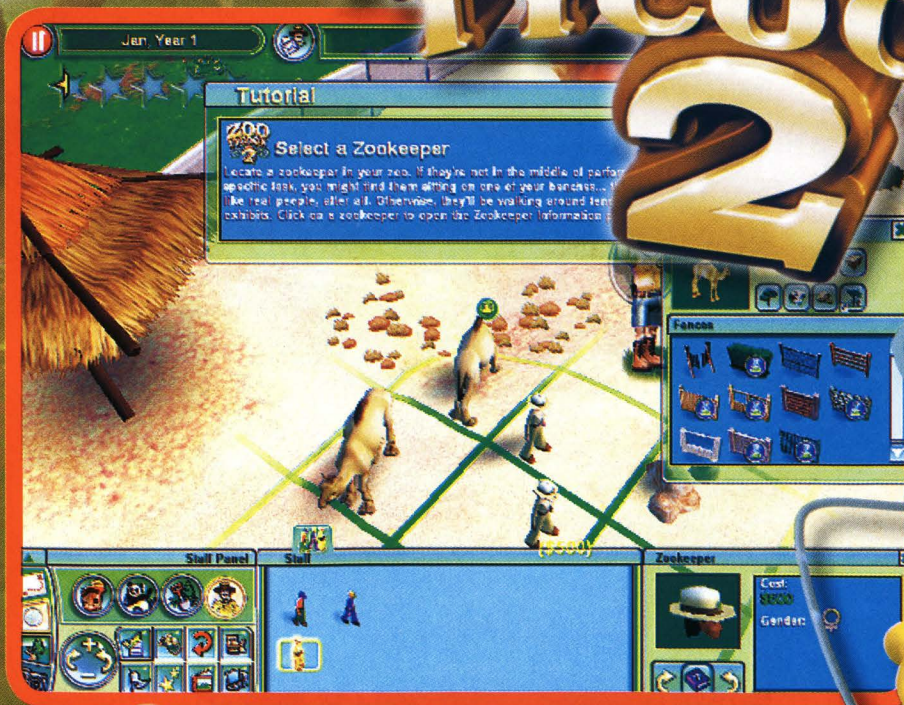 Jan, Year 1
2
Tutorial
ZOO
2
Select a Zookeeper
Locate a zookeeper in your zoo. If they're not in the middle of
specific task, you might find them sitting on one of your benches...
like real people, after all. Otherwise, they'll be walking around
exhibits. Click on a zookeeper to open the Zookeeper Information
Fences
($500)
Staff Panel
Staff
Zookeeper
Cost:
$500
Gender: